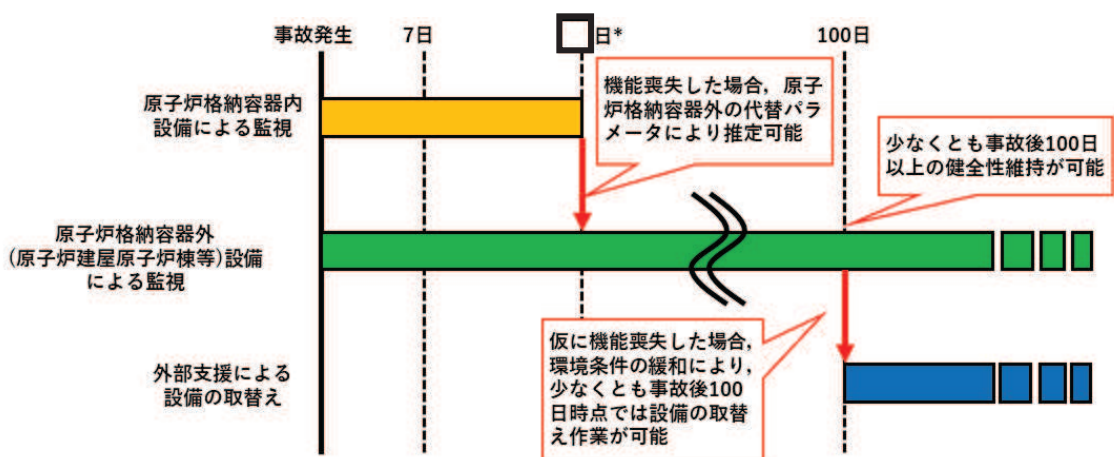 事故発生
7日
日*
100日
原子炉格納容器内
設備による監視
機能喪失した場合，原子
炉格納容器外の代替パラ
メータにより推定可能
少なくとも事故後100日
以上の健全性維持が可能
原子炉格納容器外
(原子炉建屋原子炉棟等)設備
による監視
仮に機能喪失した場合，
環境条件の緩和により，
少なくとも事故後100
日時点では設備の取替
え作業が可能
外部支援による
設備の取替え